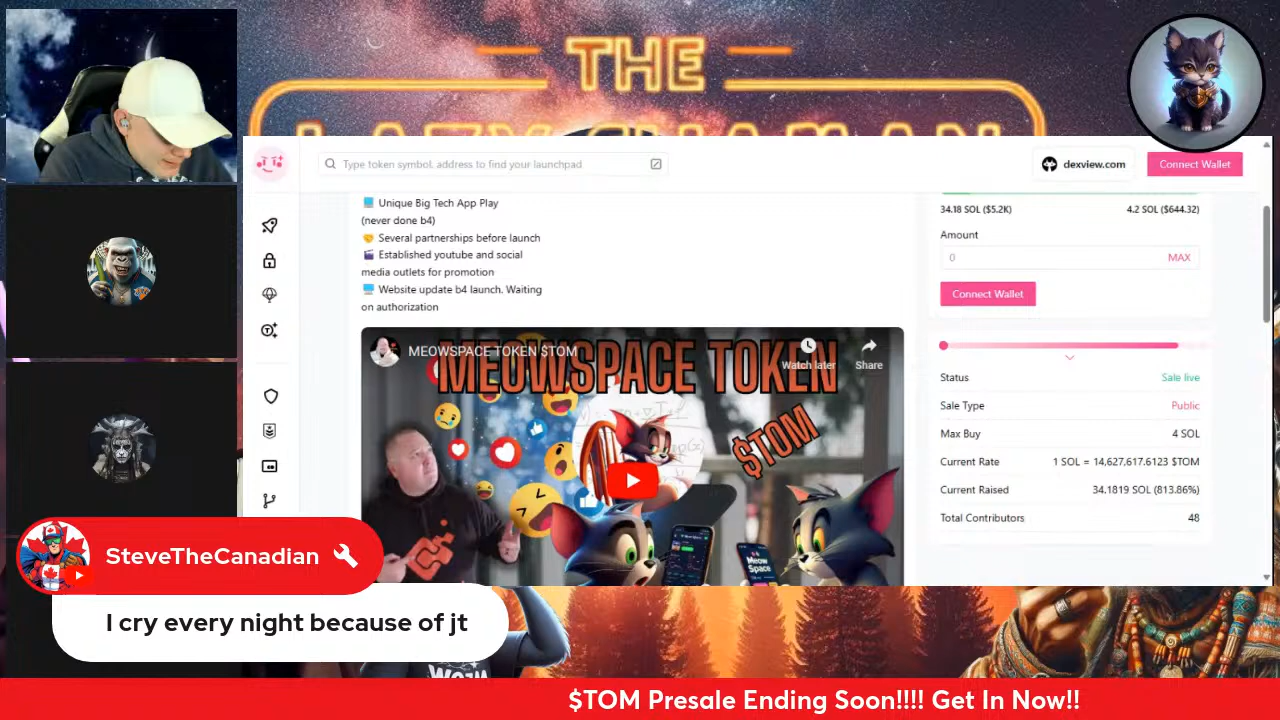 THE
Type token symbol, address to find your launchpad
dexview.com
Connect Wallet
Unique Big Tech App Play
(never done b4)
Several partnerships before launch
Established youtube and social
media outlets for promotion
Website update b4 launch. Waiting
on authorization
34.18 SOL ($5.2K)
4.2 SOL ($644.32)
Amount
0
MAX
Connect Wallet
MEOWSPACE TOKEN $TOM
Watch later
Share
MEOWSPACE TOKEN
$TOM
Meow
Space
Status
Sale live
Sale Type
Public
Max Buy
4 SOL
Current Rate
1 SOL = 14,627,617.6123 $TOM
Current Raised
34.1819 SOL (813.86%)
Total Contributors
48
SteveTheCanadian
I cry every night because of jt
$TOM Presale Ending Soon!!!! Get In Now!!